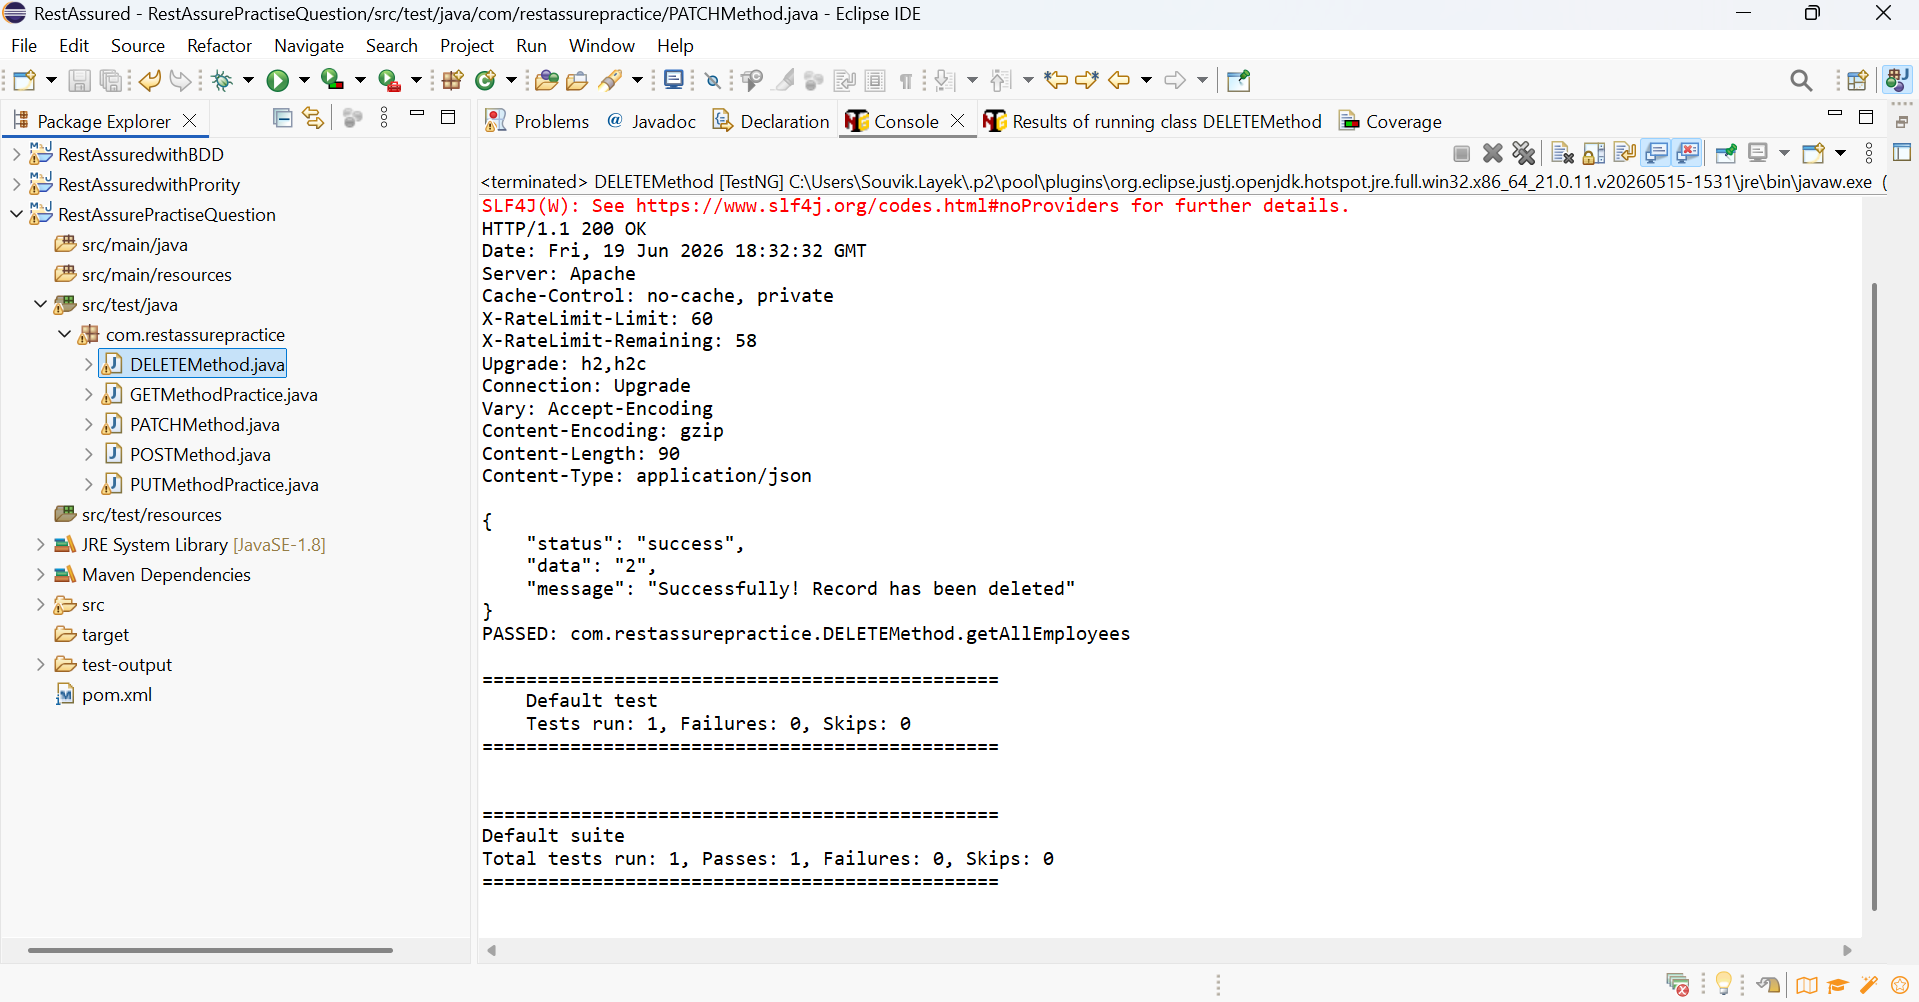 RestAssured - RestAssurePractiseQuestion/src/test/java/com/restassurepractice/PATCHMethod.java - Eclipse IDE
File Edit Source Refactor Navigate Search Project Run Window Help
Package Explorer
RestAssuredwithBDD
RestAssuredwithPrority
RestAssurePractiseQuestion
src/main/java
src/main/resources
src/test/java
com.restassurepractice
DELETEMethod.java
GETMethodPractice.java
PATCHMethod.java
POSTMethod.java
PUTMethodPractice.java
src/test/resources
JRE System Library [JavaSE-1.8]
Maven Dependencies
src
target
test-output
pom.xml
Problems @ Javadoc Declaration Console Results of running class DELETEMethod Coverage
<terminated> DELETEMethod [TestNG] C:\Users\Souvik.Layek\.p2\pool\plugins\org.eclipse.justj.openjdk.hotspot.jre.full.win32.x86_64_21.0.11.v20260515-1531\jre\bin\javaw.exe (
SLF4J(W): See https://www.slf4j.org/codes.html#noProviders for further details.
HTTP/1.1 200 OK
Date: Fri, 19 Jun 2026 18:32:32 GMT
Server: Apache
Cache-Control: no-cache, private
X-RateLimit-Limit: 60
X-RateLimit-Remaining: 58
Upgrade: h2,h2c
Connection: Upgrade
Vary: Accept-Encoding
Content-Encoding: gzip
Content-Length: 90
Content-Type: application/json
{
"status": "success",
"data": "2",
"message": "Successfully! Record has been deleted"
}
PASSED: com.restassurepractice.DELETEMethod.getAllEmployees
===============================================
Default test
Tests run: 1, Failures: 0, Skips: 0
===============================================
===============================================
Default suite
Total tests run: 1, Passes: 1, Failures: 0, Skips: 0
===============================================